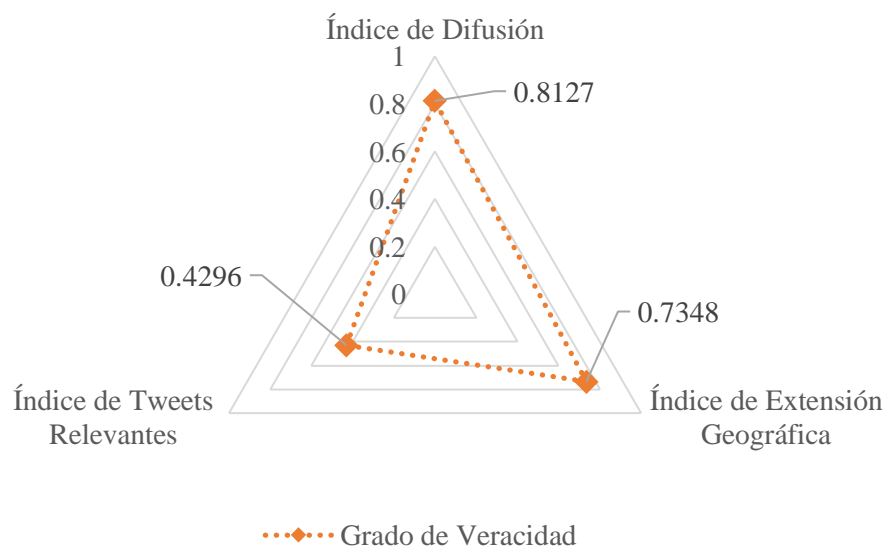 Índice de Difusión
1
0.8127
0.8
0.6
0.4
0.2
0.4296
0
0.7348
Índice de Tweets
Relevantes
Índice de Extensión
Geográfica
Grado de Veracidad